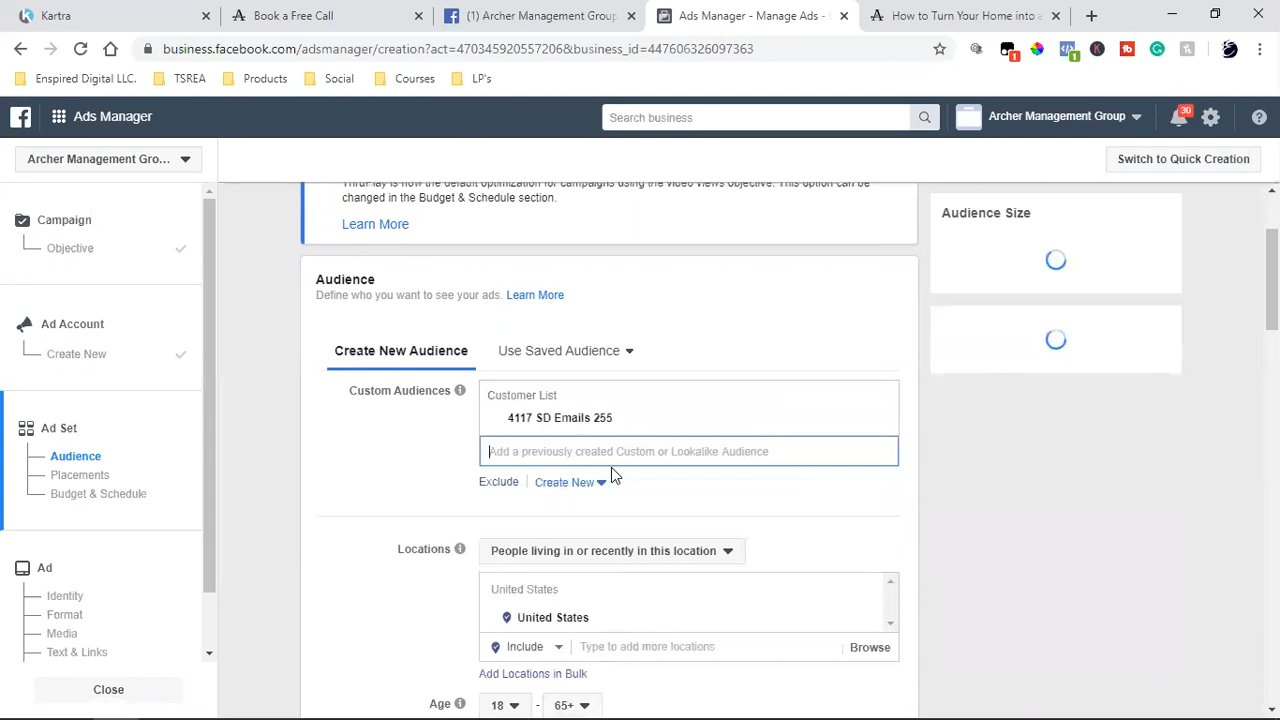 Kartra
Book a Free Call
(1) Archer Management Group
Ads Manager - Manage Ads -
How to Turn Your Home into
business.facebook.com/adsmanager/creation?act=470345920557206&business_id=447606326097363
Enspired Digital LLC.
TSREA
Products
Social
Courses
LP's
Ads Manager
Search business
Archer Management Group
30
Archer Management Gro...
Switch to Quick Creation
Campaign
Objective
Ad Account
Create New
Ad Set
Audience
Placements
Budget & Schedule
Ad
Identity
Format
Media
Text & Links
Close
ThruPlay is now the default optimization for campaigns using the video views objective. This option can be
changed in the Budget & Schedule section.
Learn More
Audience
Define who you want to see your ads. Learn More
Create New Audience
Use Saved Audience
Custom Audiences
Customer List
4117 SD Emails 255
Add a previously created Custom or Lookalike Audience
Exclude
Create New
Locations
People living in or recently in this location
United States
United States
Include
Type to add more locations
Browse
Add Locations in Bulk
Age
18 - 65+
Audience Size